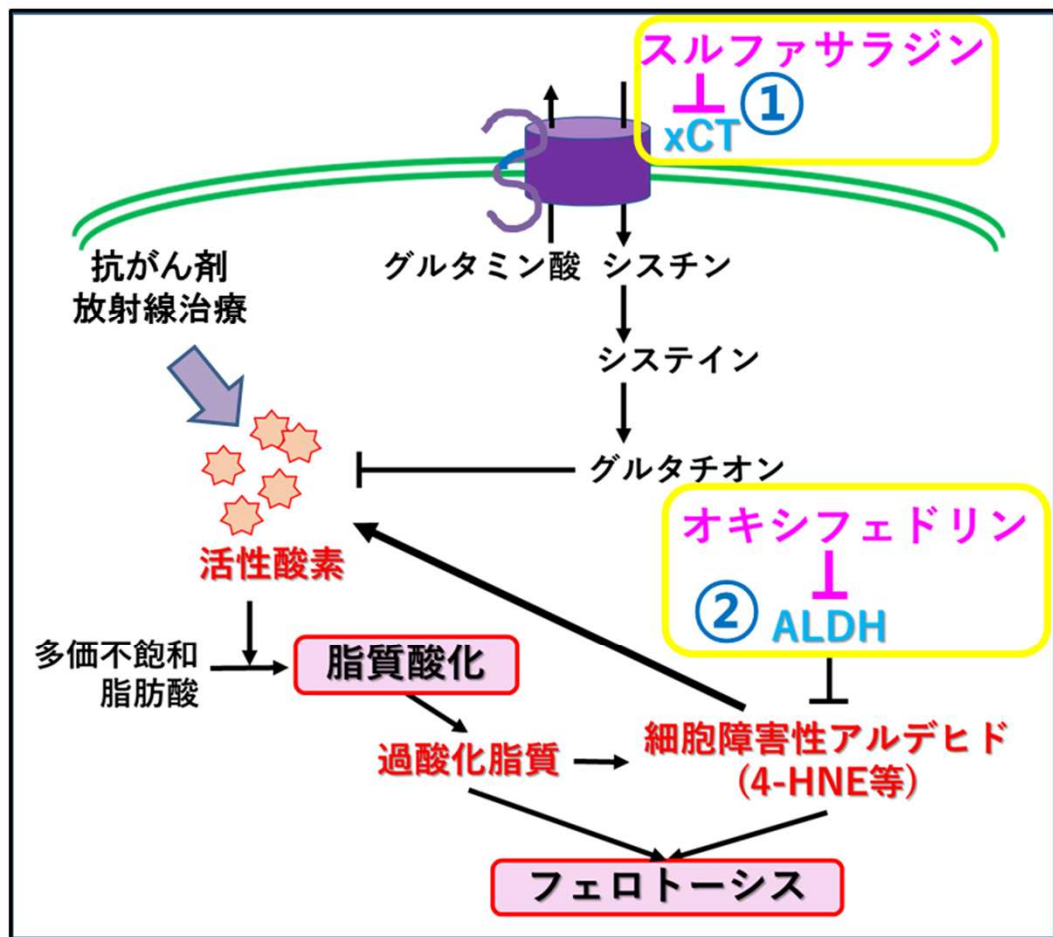 スルファサラジン
①
xCT
抗がん剤
放射線治療
グルタミン酸 シスチン
システイン
グルタチオン
オキシフェドリン
② ALDH
活性酸素
多価不飽和
脂肪酸
脂質酸化
過酸化脂質
細胞障害性アルデヒド
(4-HNE等)
フェロトーシス